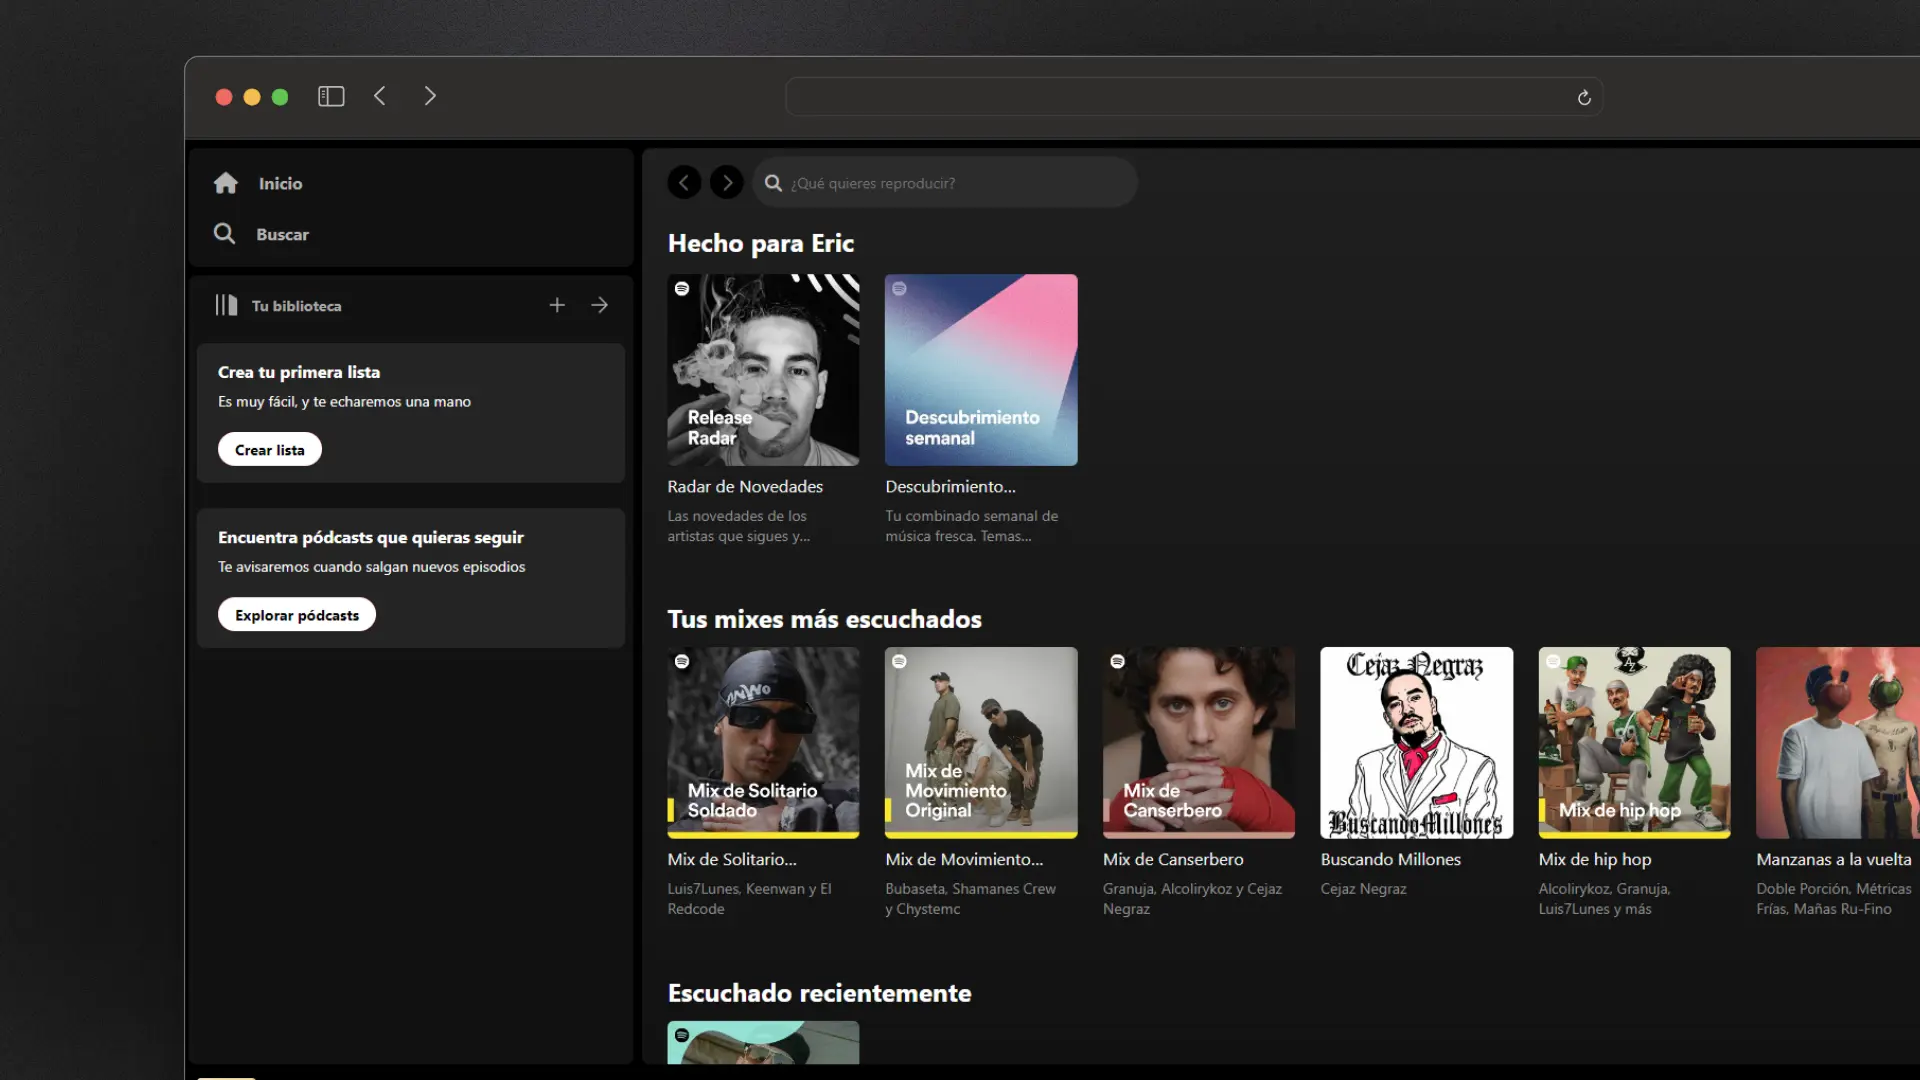 Inicio
Buscar
Tu biblioteca
Crea tu primera lista
Es muy fácil, y te echaremos una mano
Crear lista
Encuentra pódcasts que quieras seguir
Te avisaremos cuando salgan nuevos episodios
Explorar pódcasts
¿Qué quieres reproducir?
Hecho para Eric
Release
Radar
Radar de Novedades
Las novedades de los
artistas que sigues y...
Descubrimiento
semanal
Descubrimiento...
Tu combinado semanal de
música fresca. Temas...
Tus mixes más escuchados
Mix de Solitario
Soldado
Mix de Solitario...
Luis7Lunes, Keenwan y El
Redcode
Mix de
Movimiento
Original
Mix de Movimiento...
Bubaseta, Shamanes Crew
y Chystemc
Mix de
Canserbero
Mix de Canserbero
Granuja, Alcolirykoz y Cejaz
Negraz
Cejaz Negraz
Buscando Millones
Buscando Millones
Cejaz Negraz
AZ
Mix de hip hop
Mix de hip hop
Alcolirykoz, Granuja,
Luis7Lunes y más
Manzanas a la vuelta
Doble Porción, Métricas
Frías, Mañas Ru-Fino
Escuchado recientemente